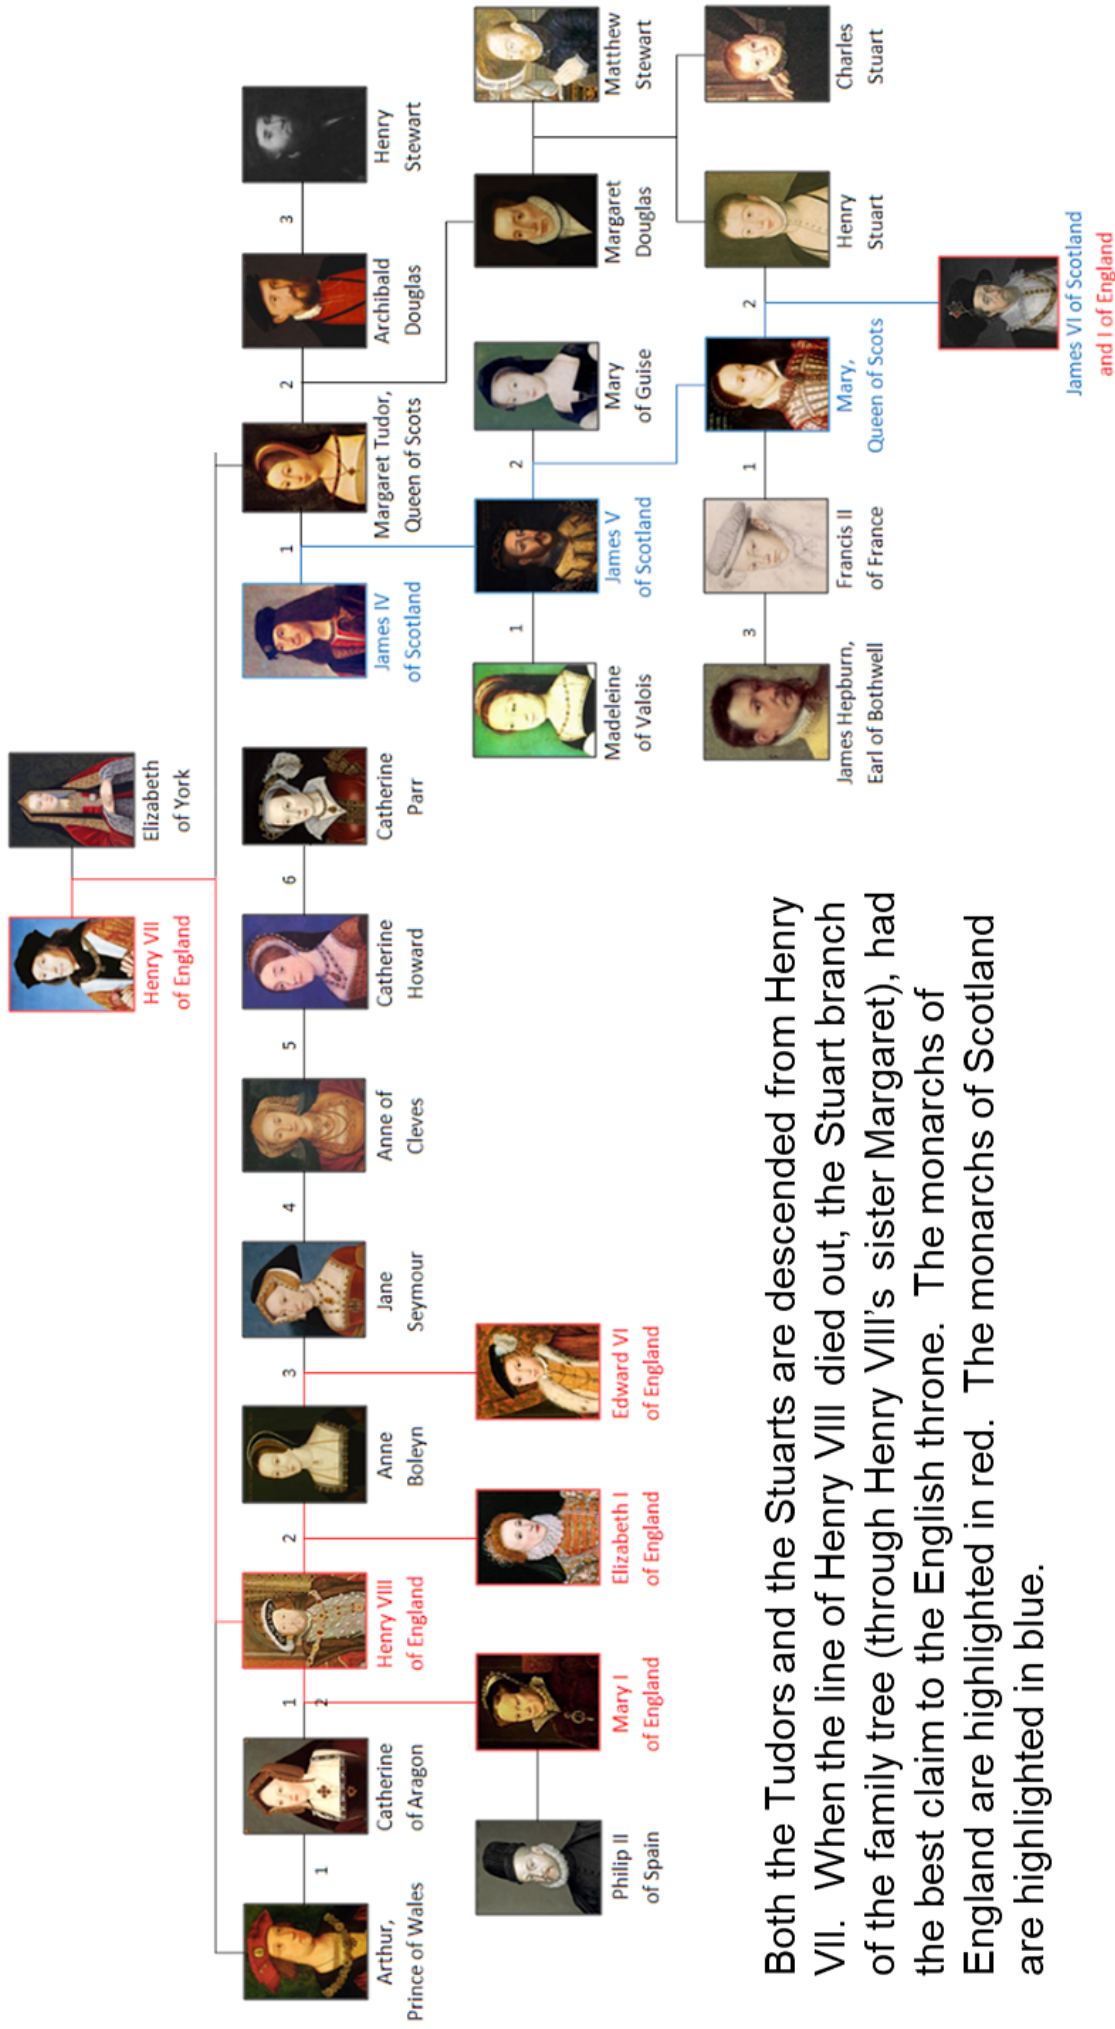 Henry VII
of England
Elizabeth
of York
1
1
2
2
3
4
5
6
1
2
3
Arthur,
Prince of Wales
Catherine
of Aragon
Henry VIII
of England
Anne
Boleyn
Jane
Seymour
Anne of
Cleves
Catherine
Howard
Catherine
Parr
James IV
of Scotland
Margaret Tudor,
Queen of Scots
Archibald
Douglas
Henry
Stewart
1
2
Philip II
of Spain
Mary I
of England
Elizabeth I
of England
Edward VI
of England
Madeleine
of Valois
James V
of Scotland
Mary
of Guise
Margaret
Douglas
Matthew
Stewart
3
1
2
James Hepburn,
Earl of Bothwell
Francis II
of France
Mary,
Queen of Scots
Henry
Stuart
Charles
Stuart
James VI of Scotland
and I of England
Both the Tudors and the Stuarts are descended from Henry
VII. When the line of Henry VIII died out, the Stuart branch
of the family tree (through Henry VIII's sister Margaret), had
the best claim to the English throne. The monarchs of
England are highlighted in red. The monarchs of Scotland
are highlighted in blue.